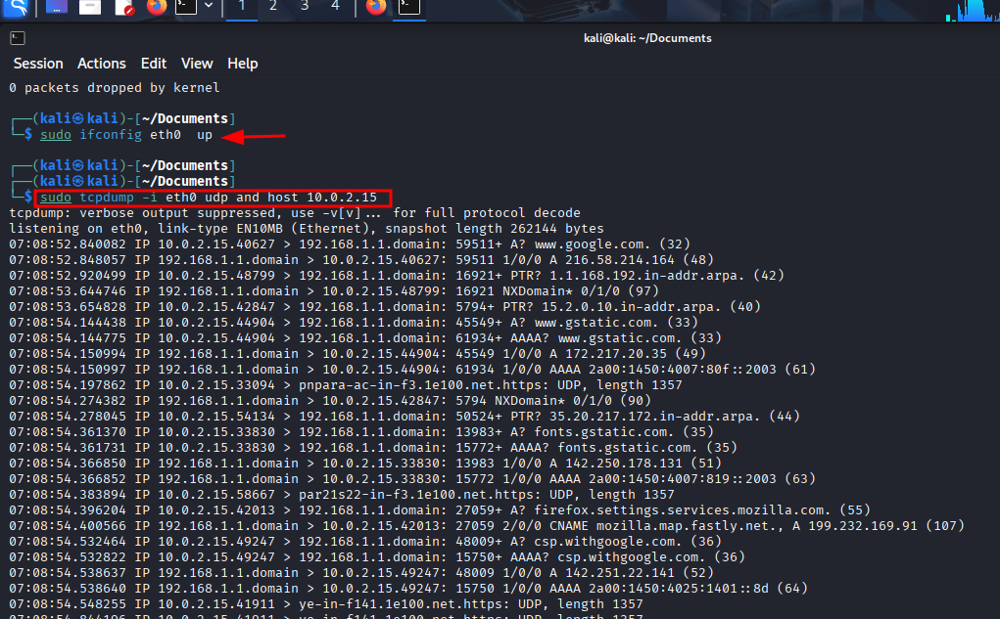 1 2 3 4
kali@kali: ~/Documents
Session Actions Edit View Help
0 packets dropped by kernel
┌──(kali㉿kali)-[~/Documents]
└─$ sudo ifconfig eth0  up
┌──(kali㉿kali)-[~/Documents]
┌──(kali㉿kali)-[~/Documents]
└─$ sudo tcpdump -i eth0 udp and host 10.0.2.15
tcpdump: verbose output suppressed, use -v[v]... for full protocol decode
listening on eth0, link-type EN10MB (Ethernet), snapshot length 262144 bytes
07:08:52.840082 IP 10.0.2.15.40627 > 192.168.1.1.domain: 59511+ A? www.google.com. (32)
07:08:52.848057 IP 192.168.1.1.domain > 10.0.2.15.40627: 59511 1/0/0 A 216.58.214.164 (48)
07:08:52.920499 IP 10.0.2.15.48799 > 192.168.1.1.domain: 16921+ PTR? 1.1.168.192.in-addr.arpa. (42)
07:08:53.644746 IP 192.168.1.1.domain > 10.0.2.15.48799: 16921 NXDomain* 0/1/0 (97)
07:08:53.654828 IP 10.0.2.15.42847 > 192.168.1.1.domain: 5794+ PTR? 15.2.0.10.in-addr.arpa. (40)
07:08:54.144438 IP 10.0.2.15.44904 > 192.168.1.1.domain: 45549+ A? www.gstatic.com. (33)
07:08:54.144775 IP 10.0.2.15.44904 > 192.168.1.1.domain: 61934+ AAAA? www.gstatic.com. (33)
07:08:54.150994 IP 192.168.1.1.domain > 10.0.2.15.44904: 45549 1/0/0 A 172.217.20.35 (49)
07:08:54.150997 IP 192.168.1.1.domain > 10.0.2.15.44904: 61934 1/0/0 AAAA 2a00:1450:4007:80f::2003 (61)
07:08:54.197862 IP 10.0.2.15.33094 > pnpara-ac-in-f3.1e100.net.https: UDP, length 1357
07:08:54.274382 IP 192.168.1.1.domain > 10.0.2.15.42847: 5794 NXDomain* 0/1/0 (90)
07:08:54.278045 IP 10.0.2.15.54134 > 192.168.1.1.domain: 50524+ PTR? 35.20.217.172.in-addr.arpa. (44)
07:08:54.361370 IP 10.0.2.15.33830 > 192.168.1.1.domain: 13983+ A? fonts.gstatic.com. (35)
07:08:54.361731 IP 10.0.2.15.33830 > 192.168.1.1.domain: 15772+ AAAA? fonts.gstatic.com. (35)
07:08:54.366850 IP 192.168.1.1.domain > 10.0.2.15.33830: 13983 1/0/0 A 142.250.178.131 (51)
07:08:54.366852 IP 192.168.1.1.domain > 10.0.2.15.33830: 15772 1/0/0 AAAA 2a00:1450:4007:819::2003 (63)
07:08:54.383894 IP 10.0.2.15.58667 > par21s22-in-f3.1e100.net.https: UDP, length 1357
07:08:54.396204 IP 10.0.2.15.42013 > 192.168.1.1.domain: 27059+ A? firefox.settings.services.mozilla.com. (55)
07:08:54.400566 IP 192.168.1.1.domain > 10.0.2.15.42013: 27059 2/0/0 CNAME mozilla.map.fastly.net., A 199.232.169.91 (107)
07:08:54.532464 IP 10.0.2.15.49247 > 192.168.1.1.domain: 48009+ A? csp.withgoogle.com. (36)
07:08:54.532822 IP 10.0.2.15.49247 > 192.168.1.1.domain: 15750+ AAAA? csp.withgoogle.com. (36)
07:08:54.538637 IP 192.168.1.1.domain > 10.0.2.15.49247: 48009 1/0/0 A 142.251.22.141 (52)
07:08:54.538640 IP 192.168.1.1.domain > 10.0.2.15.49247: 15750 1/0/0 AAAA 2a00:1450:4025:1401::8d (64)
07:08:54.548255 IP 10.0.2.15.41911 > ye-in-f141.1e100.net.https: UDP, length 1357
07:08:54.844196 IP 10.0.2.15.41911 > ye-in-f141.1e100.net.https: UDP, length 1357